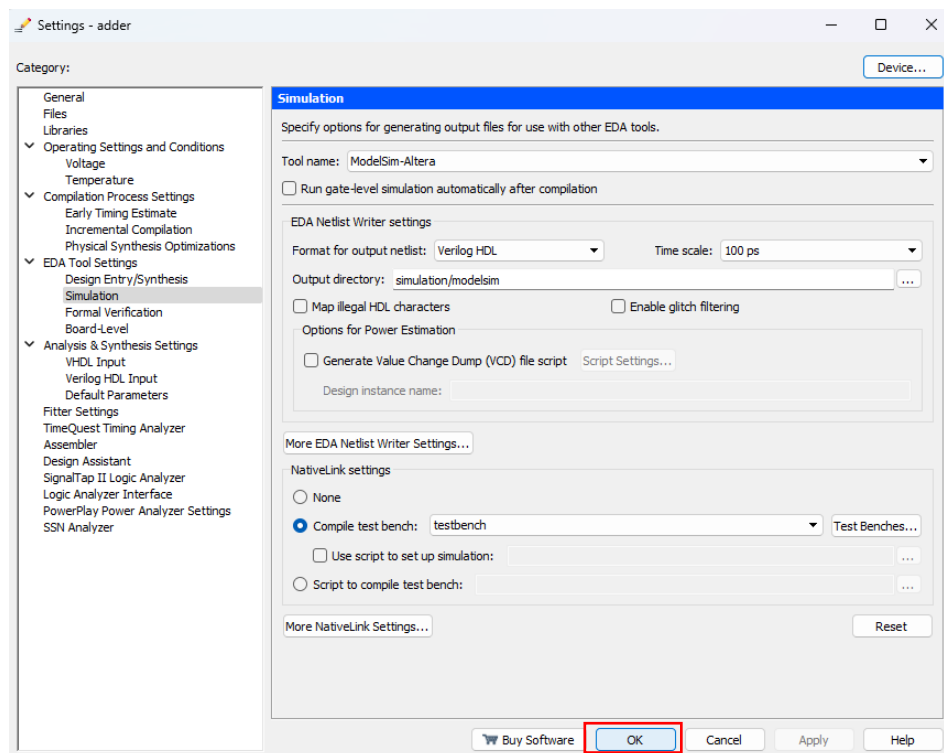 Settings - adder
Category:
Device...
General
Files
Libraries
Operating Settings and Conditions
Voltage
Temperature
Compilation Process Settings
Early Timing Estimate
Incremental Compilation
Physical Synthesis Optimizations
EDA Tool Settings
Design Entry/Synthesis
Simulation
Formal Verification
Board-Level
Analysis & Synthesis Settings
VHDL Input
Verilog HDL Input
Default Parameters
Fitter Settings
TimeQuest Timing Analyzer
Assembler
Design Assistant
SignalTap II Logic Analyzer
Logic Analyzer Interface
PowerPlay Power Analyzer Settings
SSN Analyzer
Simulation
Specify options for generating output files for use with other EDA tools.
Tool name: ModelSim-Altera
Run gate-level simulation automatically after compilation
EDA Netlist Writer settings
Format for output netlist: Verilog HDL Time scale: 100 ps
Output directory: simulation/modelsim ...
Map illegal HDL characters Enable glitch filtering
Options for Power Estimation
Generate Value Change Dump (VCD) file script Script Settings...
Design instance name:
More EDA Netlist Writer Settings...
NativeLink settings
None
Compile test bench: testbench Test Benches...
Use script to set up simulation: ...
Script to compile test bench: ...
More NativeLink Settings... Reset
Buy Software OK Cancel Apply Help